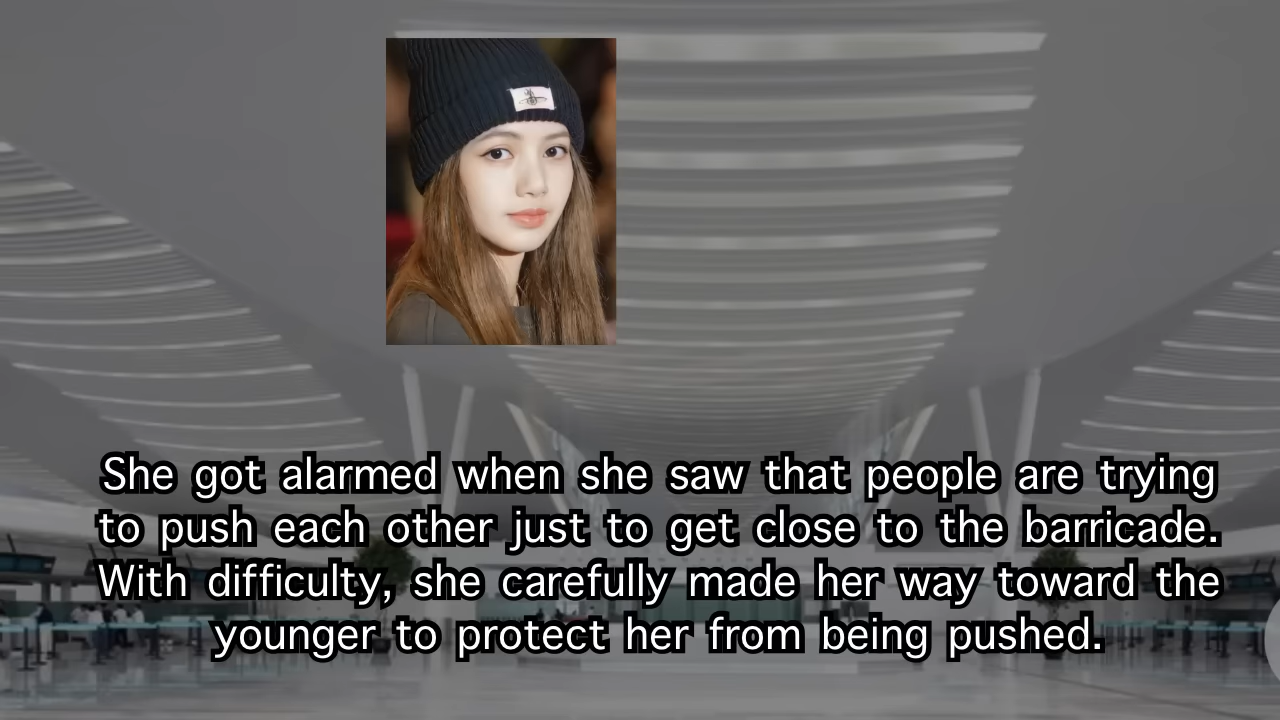 She got alarmed when she saw that people are trying
to push each other just to get close to the barricade.
With difficulty, she carefully made her way toward the
younger to protect her from being pushed.